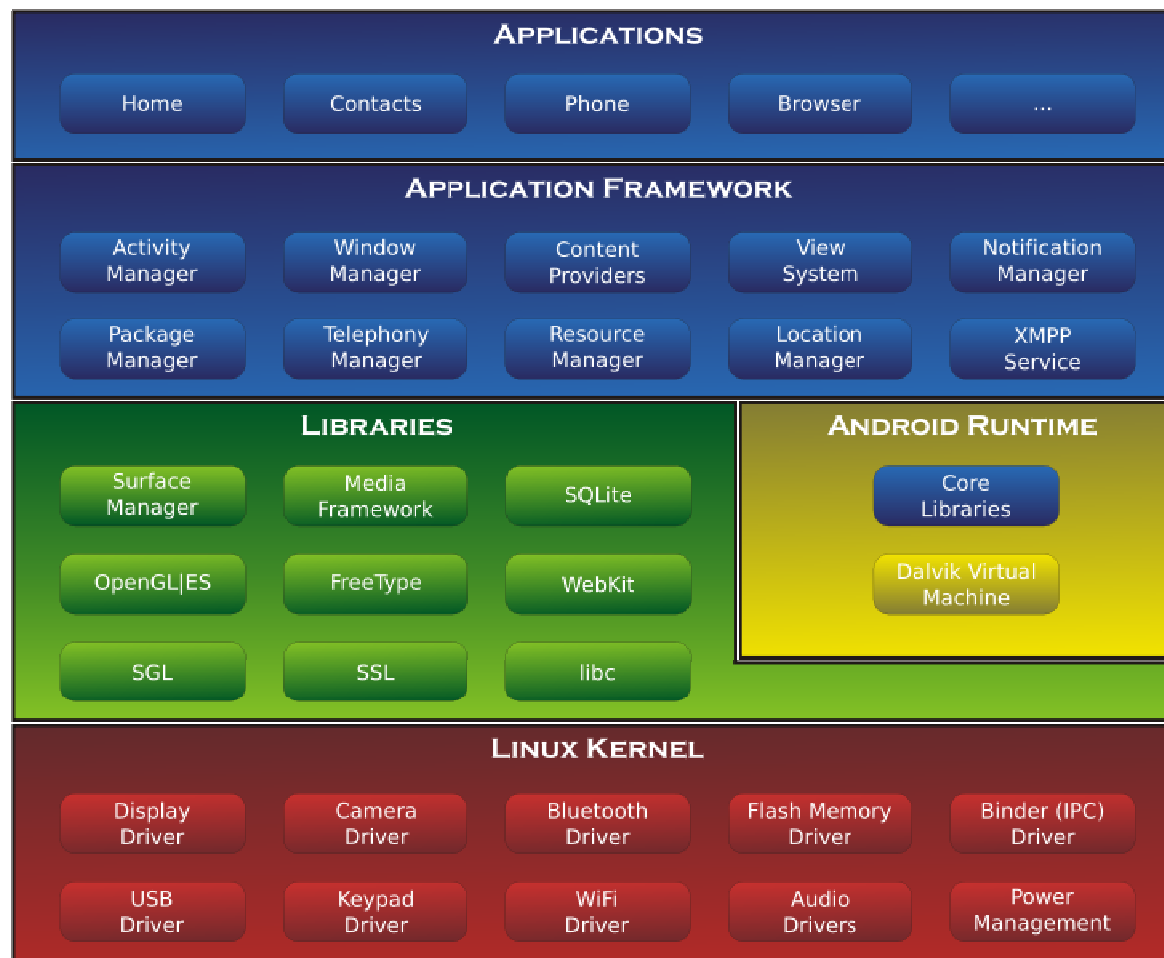 APPLICATIONS
Home
Contacts
Phone
Browser
...
APPLICATION FRAMEWORK
Activity
Manager
Window
Manager
Content
Providers
View
System
Notification
Manager
Package
Manager
Telephony
Manager
Resource
Manager
Location
Manager
XMPP
Service
LIBRARIES
Surface
Manager
Media
Framework
SQLite
OpenGL|ES
FreeType
WebKit
SGL
SSL
libc
ANDROID RUNTIME
Core
Libraries
Dalvik Virtual
Machine
LINUX KERNEL
Display
Driver
Camera
Driver
Bluetooth
Driver
Flash Memory
Driver
Binder (IPC)
Driver
USB
Driver
Keypad
Driver
WiFi
Driver
Audio
Drivers
Power
Management